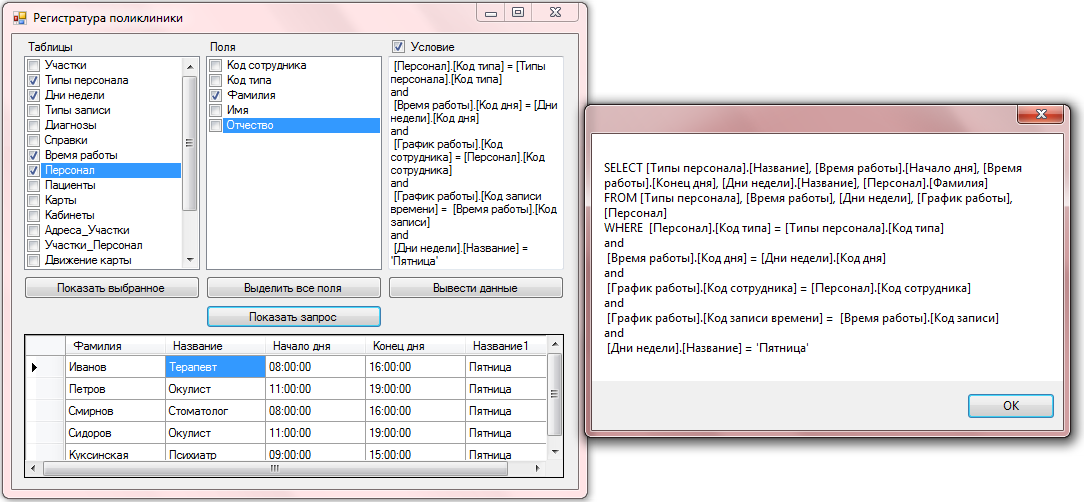 Регистратура поликлиники
Таблицы
Участки
Типы персонала
Дни недели
Типы записи
Диагнозы
Справки
Время работы
Персонал
Пациенты
Карты
Кабинеты
Адреса_Участки
Участки_Персонал
Движение карты
Поля
Код сотрудника
Код типа
Фамилия
Имя
Отчество
Условие
[Персонал].[Код типа] = [Типы
персонала].[Код типа]
and
[Время работы].[Код дня] = [Дни
недели].[Код дня]
and
[График работы].[Код
сотрудника] = [Персонал].[Код
сотрудника]
and
[График работы].[Код записи
времени] =  [Время работы].[Код
записи]
and
[Дни недели].[Название] =
'Пятница'
Показать выбранное
Выделить все поля
Вывести данные
Показать запрос
Фамилия Название Начало дня Конец дня Название1
Иванов Терапевт 08:00:00 16:00:00 Пятница
Петров Окулист 11:00:00 19:00:00 Пятница
Смирнов Стоматолог 08:00:00 16:00:00 Пятница
Сидоров Окулист 11:00:00 19:00:00 Пятница
Куксинская Психиатр 09:00:00 15:00:00 Пятница
SELECT [Типы персонала].[Название], [Время работы].[Начало дня], [Время
работы].[Конец дня], [Дни недели].[Название], [Персонал].[Фамилия]
FROM [Типы персонала], [Время работы], [Дни недели], [График работы],
[Персонал]
WHERE  [Персонал].[Код типа] = [Типы персонала].[Код типа]
and
[Время работы].[Код дня] = [Дни недели].[Код дня]
and
[График работы].[Код сотрудника] = [Персонал].[Код сотрудника]
and
[График работы].[Код записи времени] =  [Время работы].[Код записи]
and
[Дни недели].[Название] = 'Пятница'
OK